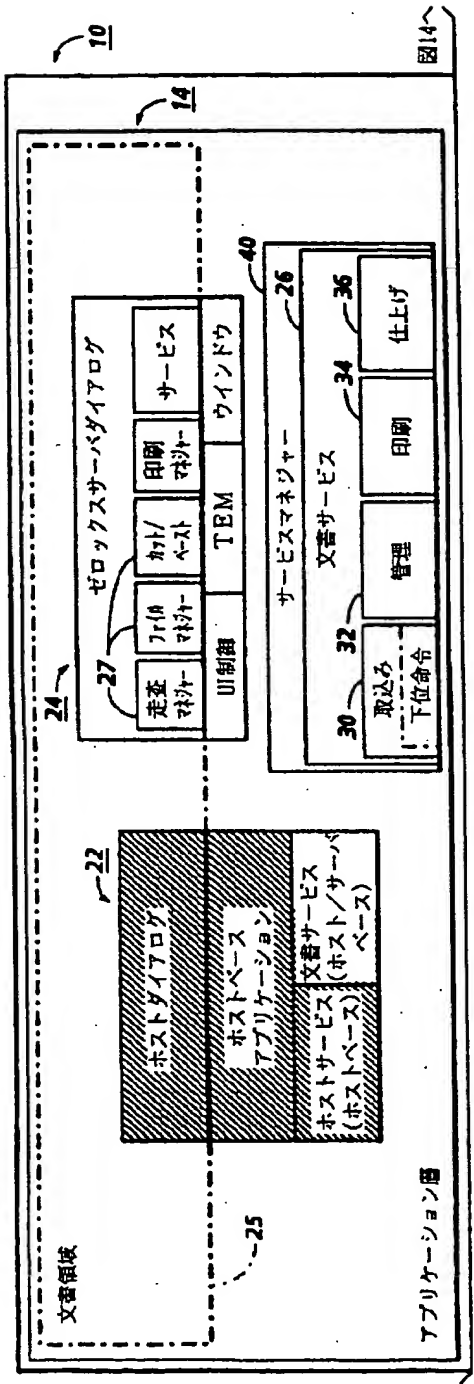 10
14
文書領域
25
22
ホストダイアログ
ホストベース
アプリケーション
ホストサービス
(ホストベース)
文書サービス
(ホスト/サーバ
ベース)
24
ゼロックスサーバダイアログ
27
走査
マネジャー
ファイル
マネジャー
カット/
ペースト
印刷
マネジャー
サービス
UI制御
TEM
ウインドウ
40
サービスマネジャー
26
文書サービス
30
取込み
下位命令
32
管理
34
印刷
36
仕上げ
アプリケーション層
図14へ